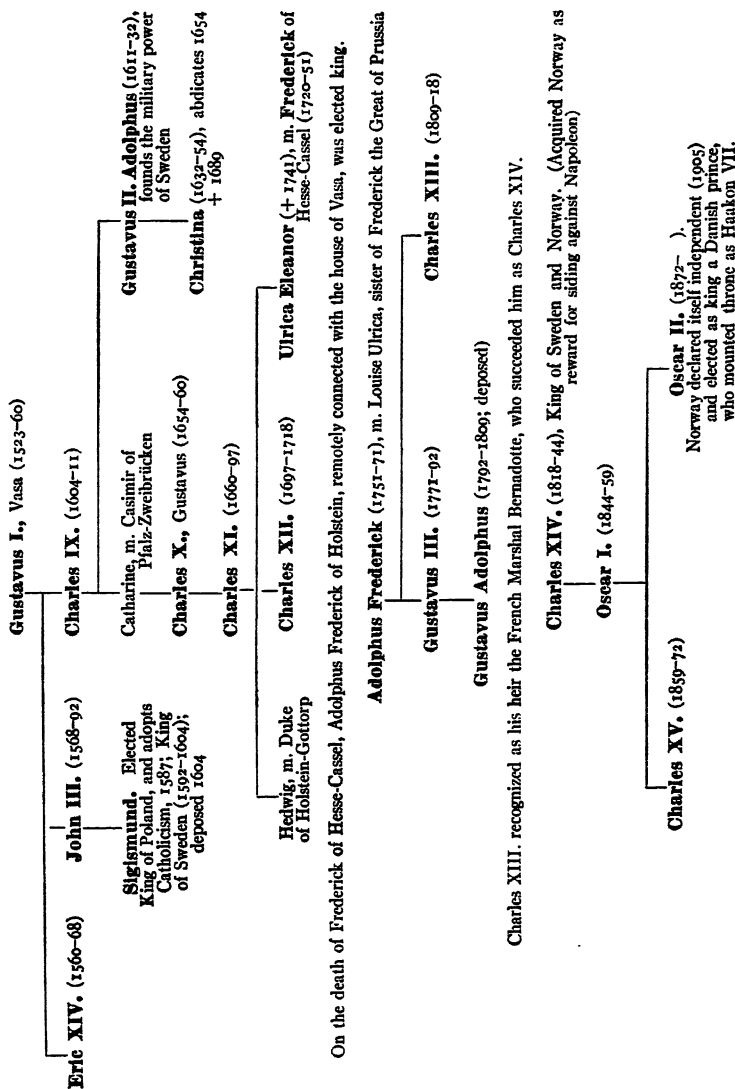 Gustavus I., Vasa (1523–60)
Eric XIV. (1560–68)
John III. (1568–92)
Charles IX. (1604–11)
Sigismund. Elected
King of Poland, and adopts
Catholicism, 1587; King
of Sweden (1592–1604);
deposed 1604
Catharine, m. Casimir of
Pfalz-Zweibrücken
Gustavus II. Adolphus (1611–32),
founds the military power
of Sweden
Charles X., Gustavus (1654–60)
Christina (1632–54), abdicates 1654
+ 1689
Charles XI. (1660–97)
Hedwig, m. Duke
of Holstein-Gottorp
Charles XII. (1697–1718)
Ulrica Eleanor (+ 1741), m. Frederick of
Hesse-Cassel (1720–51)
On the death of Frederick of Hesse-Cassel, Adolphus Frederick of Holstein, remotely connected with the house of Vasa, was elected king.
Adolphus Frederick (1751–71), m. Louise Ulrica, sister of Frederick the Great of Prussia
Gustavus III. (1771–92)
Charles XIII. (1809–18)
Gustavus Adolphus (1792–1809; deposed)
Charles XIII. recognized as his heir the French Marshal Bernadotte, who succeeded him as Charles XIV.
Charles XIV. (1818–44), King of Sweden and Norway. (Acquired Norway as
reward for siding against Napoleon)
Oscar I. (1844–59)
Charles XV. (1859–72)
Oscar II. (1872– ).
Norway declared itself independent (1905)
and elected as king a Danish prince,
who mounted throne as Haakon VII.